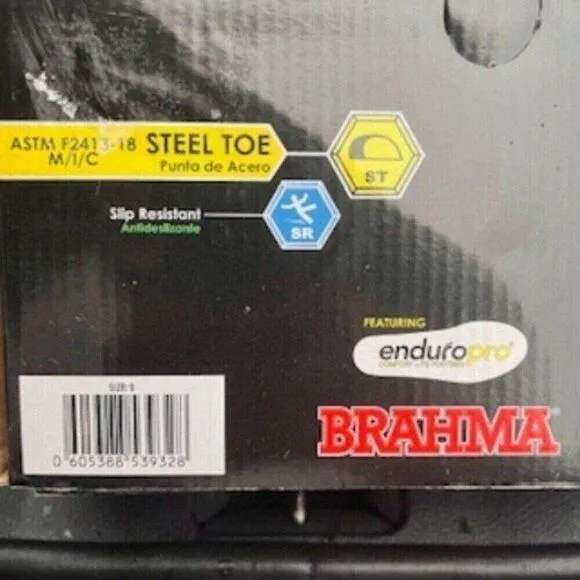 ASTM F2413-18 STEEL TOE
M/I/C Punta de Acero
ST
Slip Resistant
Antideslizante
SR
FEATURING
enduropro
BRAHMA
0 605388 539328